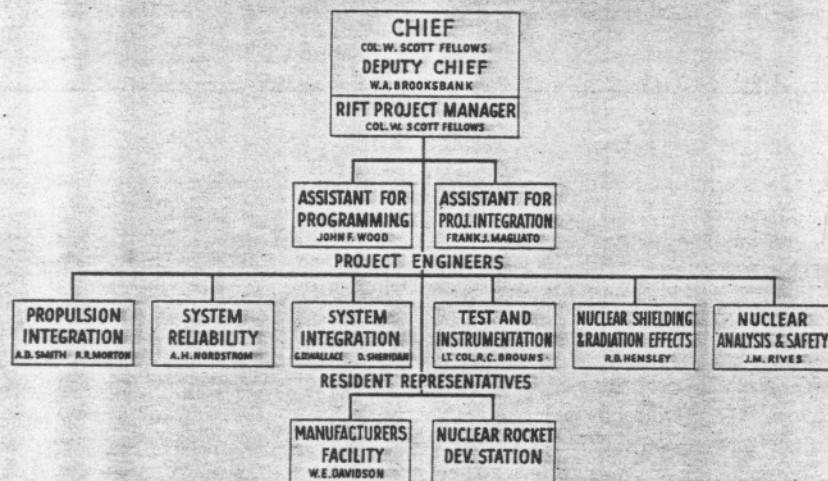 CHIEF
COL. W. SCOTT FELLOWS
DEPUTY CHIEF
W.A. BROOKSBANK
RIFT PROJECT MANAGER
COL. W. SCOTT FELLOWS
ASSISTANT FOR
PROGRAMMING
JOHN F. WOOD
ASSISTANT FOR
PROJ. INTEGRATION
FRANK J. MAGLIATO
PROJECT ENGINEERS
PROPULSION
INTEGRATION
A.D. SMITH R.R. MORTON
SYSTEM
RELIABILITY
A.H. NORDSTROM
SYSTEM
INTEGRATION
G.D. WALLACE D. SHERIDAN
TEST AND
INSTRUMENTATION
LT. COL. R.C. BROUNS
NUCLEAR SHIELDING
& RADIATION EFFECTS
R.D. HENSLEY
NUCLEAR
ANALYSIS & SAFETY
J.M. RIVES
RESIDENT REPRESENTATIVES
MANUFACTURERS
FACILITY
W.E. DAVIDSON
NUCLEAR ROCKET
DEV. STATION